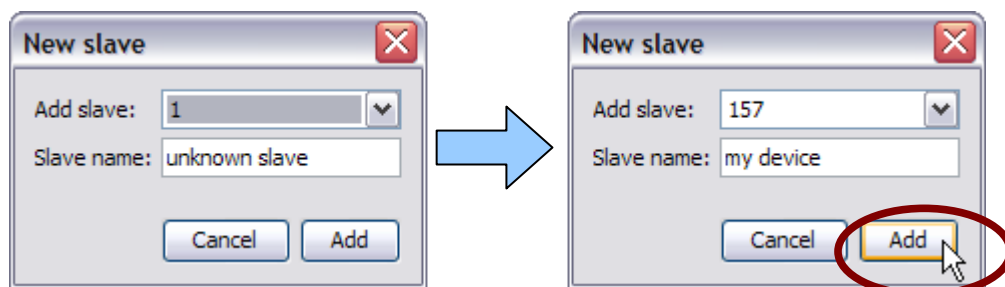 New slave
Add slave: 1
Slave name: unknown slave
Cancel Add
New slave
Add slave: 157
Slave name: my device
Cancel Add